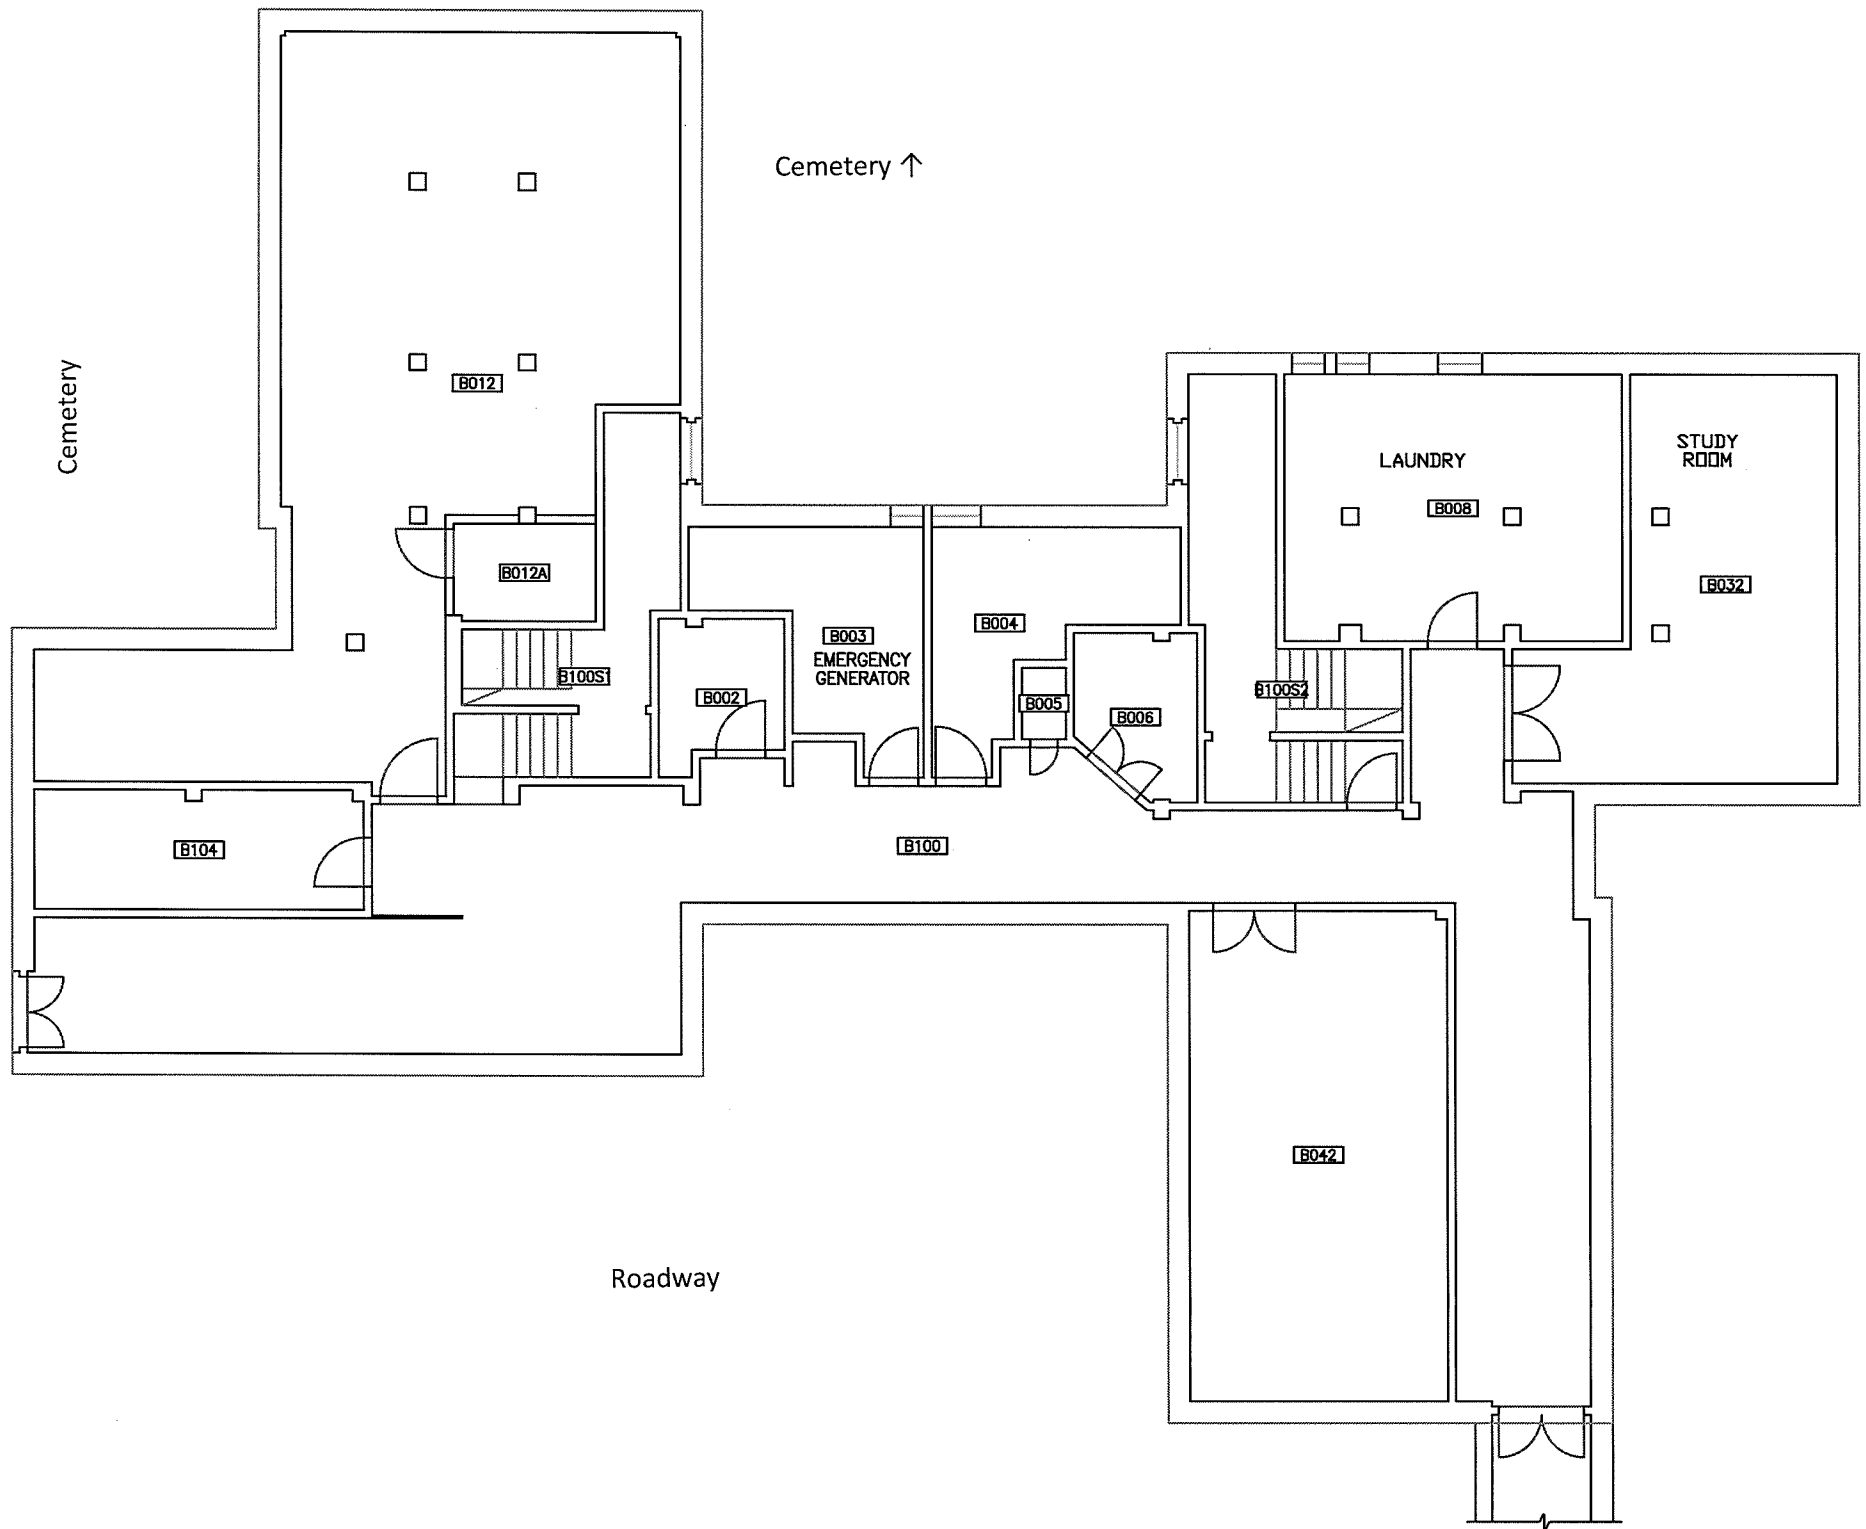 Cemetery ↑
Cemetery
B012
LAUNDRY
STUDY
ROOM
B008
B012A
B032
B004
B003
EMERGENCY
GENERATOR
B100S1
B002
B005
B006
B100S2
B104
B100
B042
Roadway